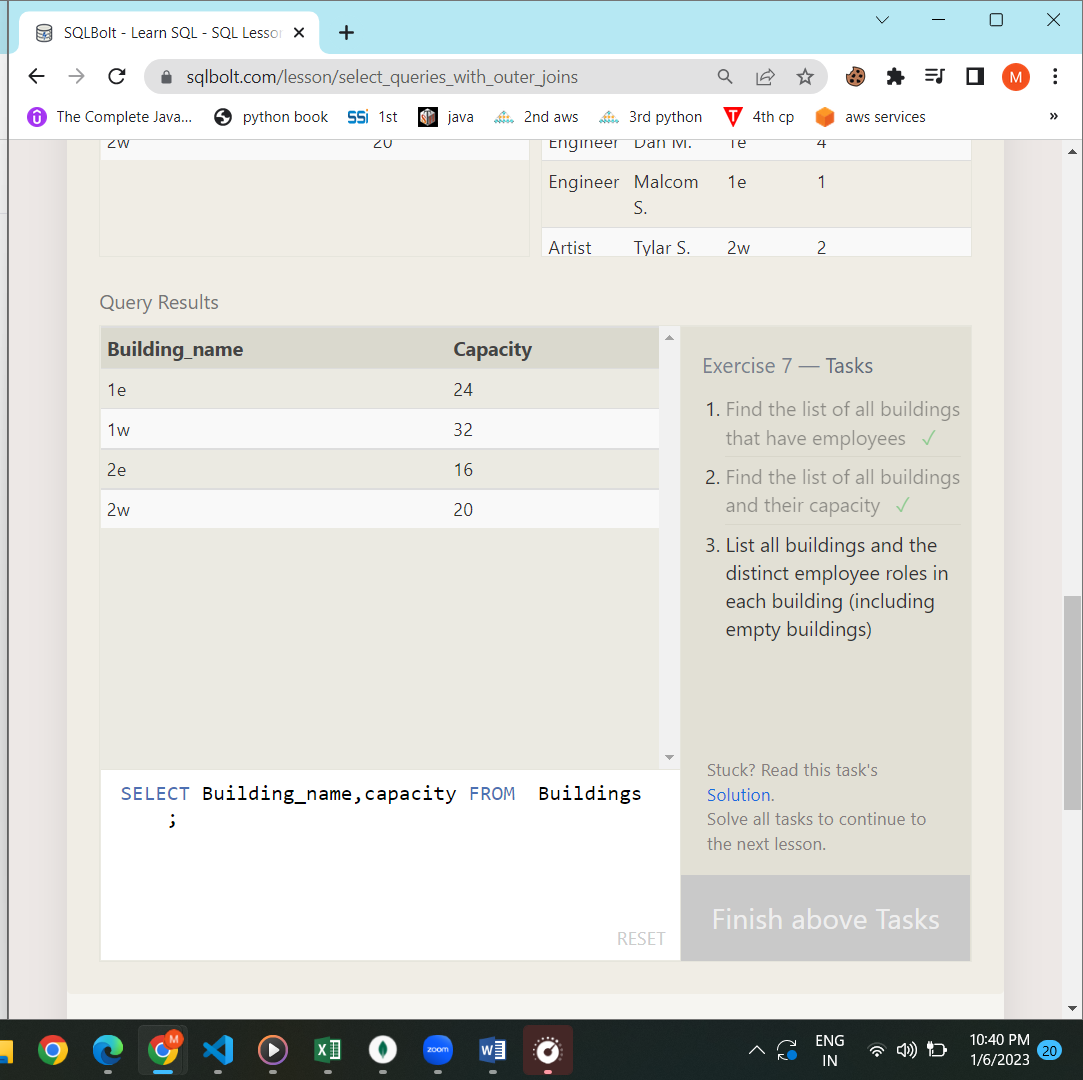 SQLBolt - Learn SQL - SQL Lesso
sqlbolt.com/lesson/select_queries_with_outer_joins
M
The Complete Java...
python book
SSi 1st
java
2nd aws
3rd python
4th cp
aws services
»
2w 20
Engineer Dan M. 1e 4
Engineer Malcom 1e 1
S.
Artist Tylar S. 2w 2
Query Results
Building_name Capacity
1e 24
1w 32
2e 16
2w 20
Exercise 7 — Tasks
1. Find the list of all buildings
that have employees ✓
2. Find the list of all buildings
and their capacity ✓
3. List all buildings and the
distinct employee roles in
each building (including
empty buildings)
Stuck? Read this task's
Solution.
Solve all tasks to continue to
the next lesson.
SELECT Building_name,capacity FROM Buildings
;
RESET
Finish above Tasks
M
zoom
ENG
IN
10:40 PM
1/6/2023
20